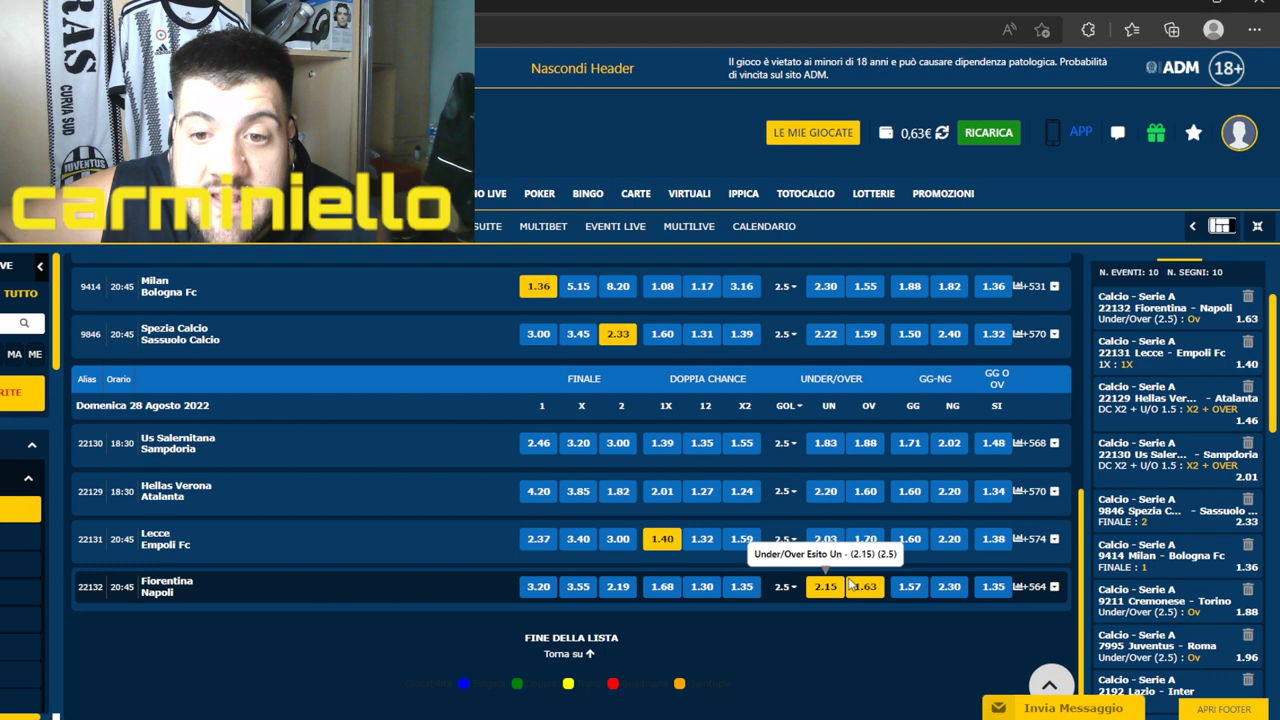 RAS
CURVA SUD
JUVENTUS
carminiello
Nascondi Header
Il gioco è vietato ai minori di 18 anni e può causare dipendenza patologica. Probabilità
di vincita sul sito ADM.
ADM
18+
LE MIE GIOCATE
0,63€
RICARICA
APP
NO LIVE
POKER
BINGO
CARTE
VIRTUALI
IPPICA
TOTOCALCIO
LOTTERIE
PROMOZIONI
SUITE
MULTIBET
EVENTI LIVE
MULTILIVE
CALENDARIO
VE
TUTTO
MA ME
RITE
9414 20:45 Milan
Bologna Fc
1.36 5.15 8.20 1.08 1.17 3.16 2.5 2.30 1.55 1.88 1.82 1.36 +531
9846 20:45 Spezia Calcio
Sassuolo Calcio
3.00 3.45 2.33 1.60 1.31 1.39 2.5 2.22 1.59 1.50 2.40 1.32 +570
Alias Orario FINALE DOPPIA CHANCE UNDER/OVER GG-NG GG O
OV
Domenica 28 Agosto 2022 1 X 2 1X 12 X2 GOL UN OV GG NG SI
22130 18:30 Us Salernitana
Sampdoria
2.46 3.20 3.00 1.39 1.35 1.55 2.5 1.83 1.88 1.71 2.02 1.48 +568
22129 18:30 Hellas Verona
Atalanta
4.20 3.85 1.82 2.01 1.27 1.24 2.5 2.20 1.60 1.60 2.20 1.34 +570
22131 20:45 Lecce
Empoli Fc
2.37 3.40 3.00 1.40 1.32 1.59 2.5 2.03 1.70 1.60 2.20 1.38 +574
Under/Over Esito Un - (2.15) (2.5)
22132 20:45 Fiorentina
Napoli
3.20 3.55 2.19 1.68 1.30 1.35 2.5 2.15 1.63 1.57 2.30 1.35 +564
FINE DELLA LISTA
Torna su
N. EVENTI: 10 N. SEGNI: 10
Calcio - Serie A
22132 Fiorentina - Napoli
Under/Over (2.5) : Ov
1.63
Calcio - Serie A
22131 Lecce - Empoli Fc
1X : 1X
1.40
Calcio - Serie A
22129 Hellas Ver... - Atalanta
DC X2 + U/O 1.5 : X2 + OVER
1.46
Calcio - Serie A
22130 Us Saler... - Sampdoria
DC X2 + U/O 1.5 : X2 + OVER
2.01
Calcio - Serie A
9846 Spezia C... - Sassuolo ...
FINALE : 2
2.33
Calcio - Serie A
9414 Milan - Bologna Fc
FINALE : 1
1.36
Calcio - Serie A
9211 Cremonese - Torino
Under/Over (2.5) : Ov
1.88
Calcio - Serie A
7995 Juventus - Roma
Under/Over (2.5) : Ov
1.96
Calcio - Serie A
2192 Lazio - Inter
Invia Messaggio
APRI FOOTER